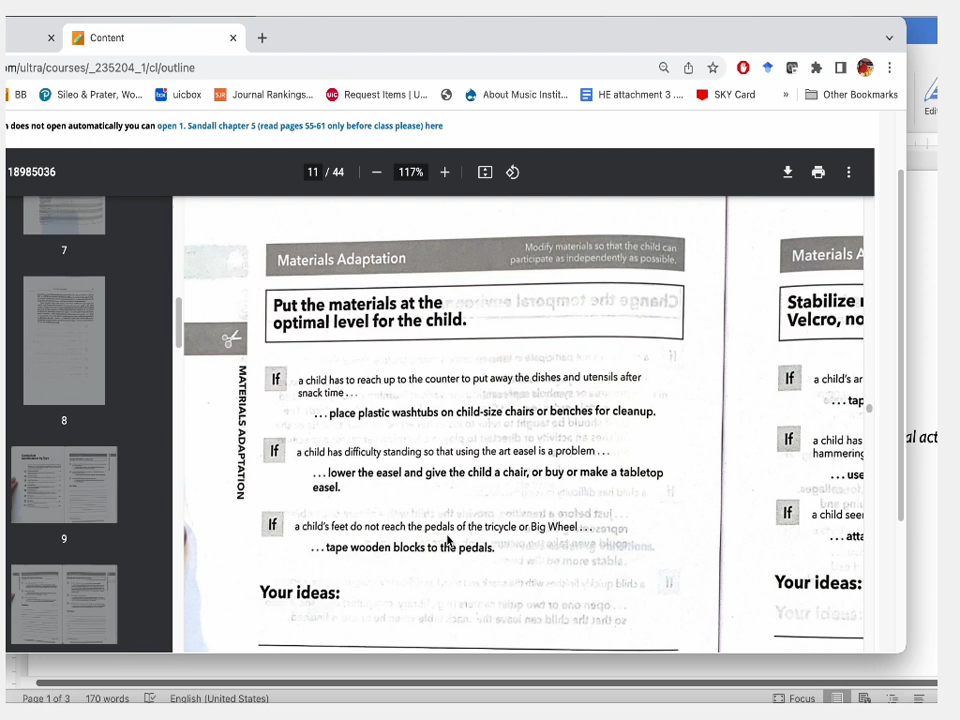 Content
om/ultra/courses/_235204_1/cl/outline
BB
Sileo & Prater, Wo...
uicbox
Journal Rankings...
Request Items | U...
About Music Instit...
HE attachment 3 ....
SKY Card
»
Other Bookmarks
Edi
n does not open automatically you can open 1. Sandall chapter 5 (read pages 55-61 only before class please) here
18985036
11 / 44
117%
7
8
9
Materials Adaptation
Modify materials so that the child can
participate as independently as possible.
Put the materials at the
optimal level for the child.
MATERIALS ADAPTATION
If a child has to reach up to the counter to put away the dishes and utensils after
snack time . . .
. . . place plastic washtubs on child-size chairs or benches for cleanup.
If a child has difficulty standing so that using the art easel is a problem . . .
. . . lower the easel and give the child a chair, or buy or make a tabletop
easel.
If a child's feet do not reach the pedals of the tricycle or Big Wheel . . .
. . . tape wooden blocks to the pedals.
Your ideas:
Materials A
Stabilize
Velcro, no
If a child's ar
. . . tap
If a child has
hammering
. . . use
If a child see
. . . atta
Your ideas:
al act
Page 1 of 3
170 words
English (United States)
Focus